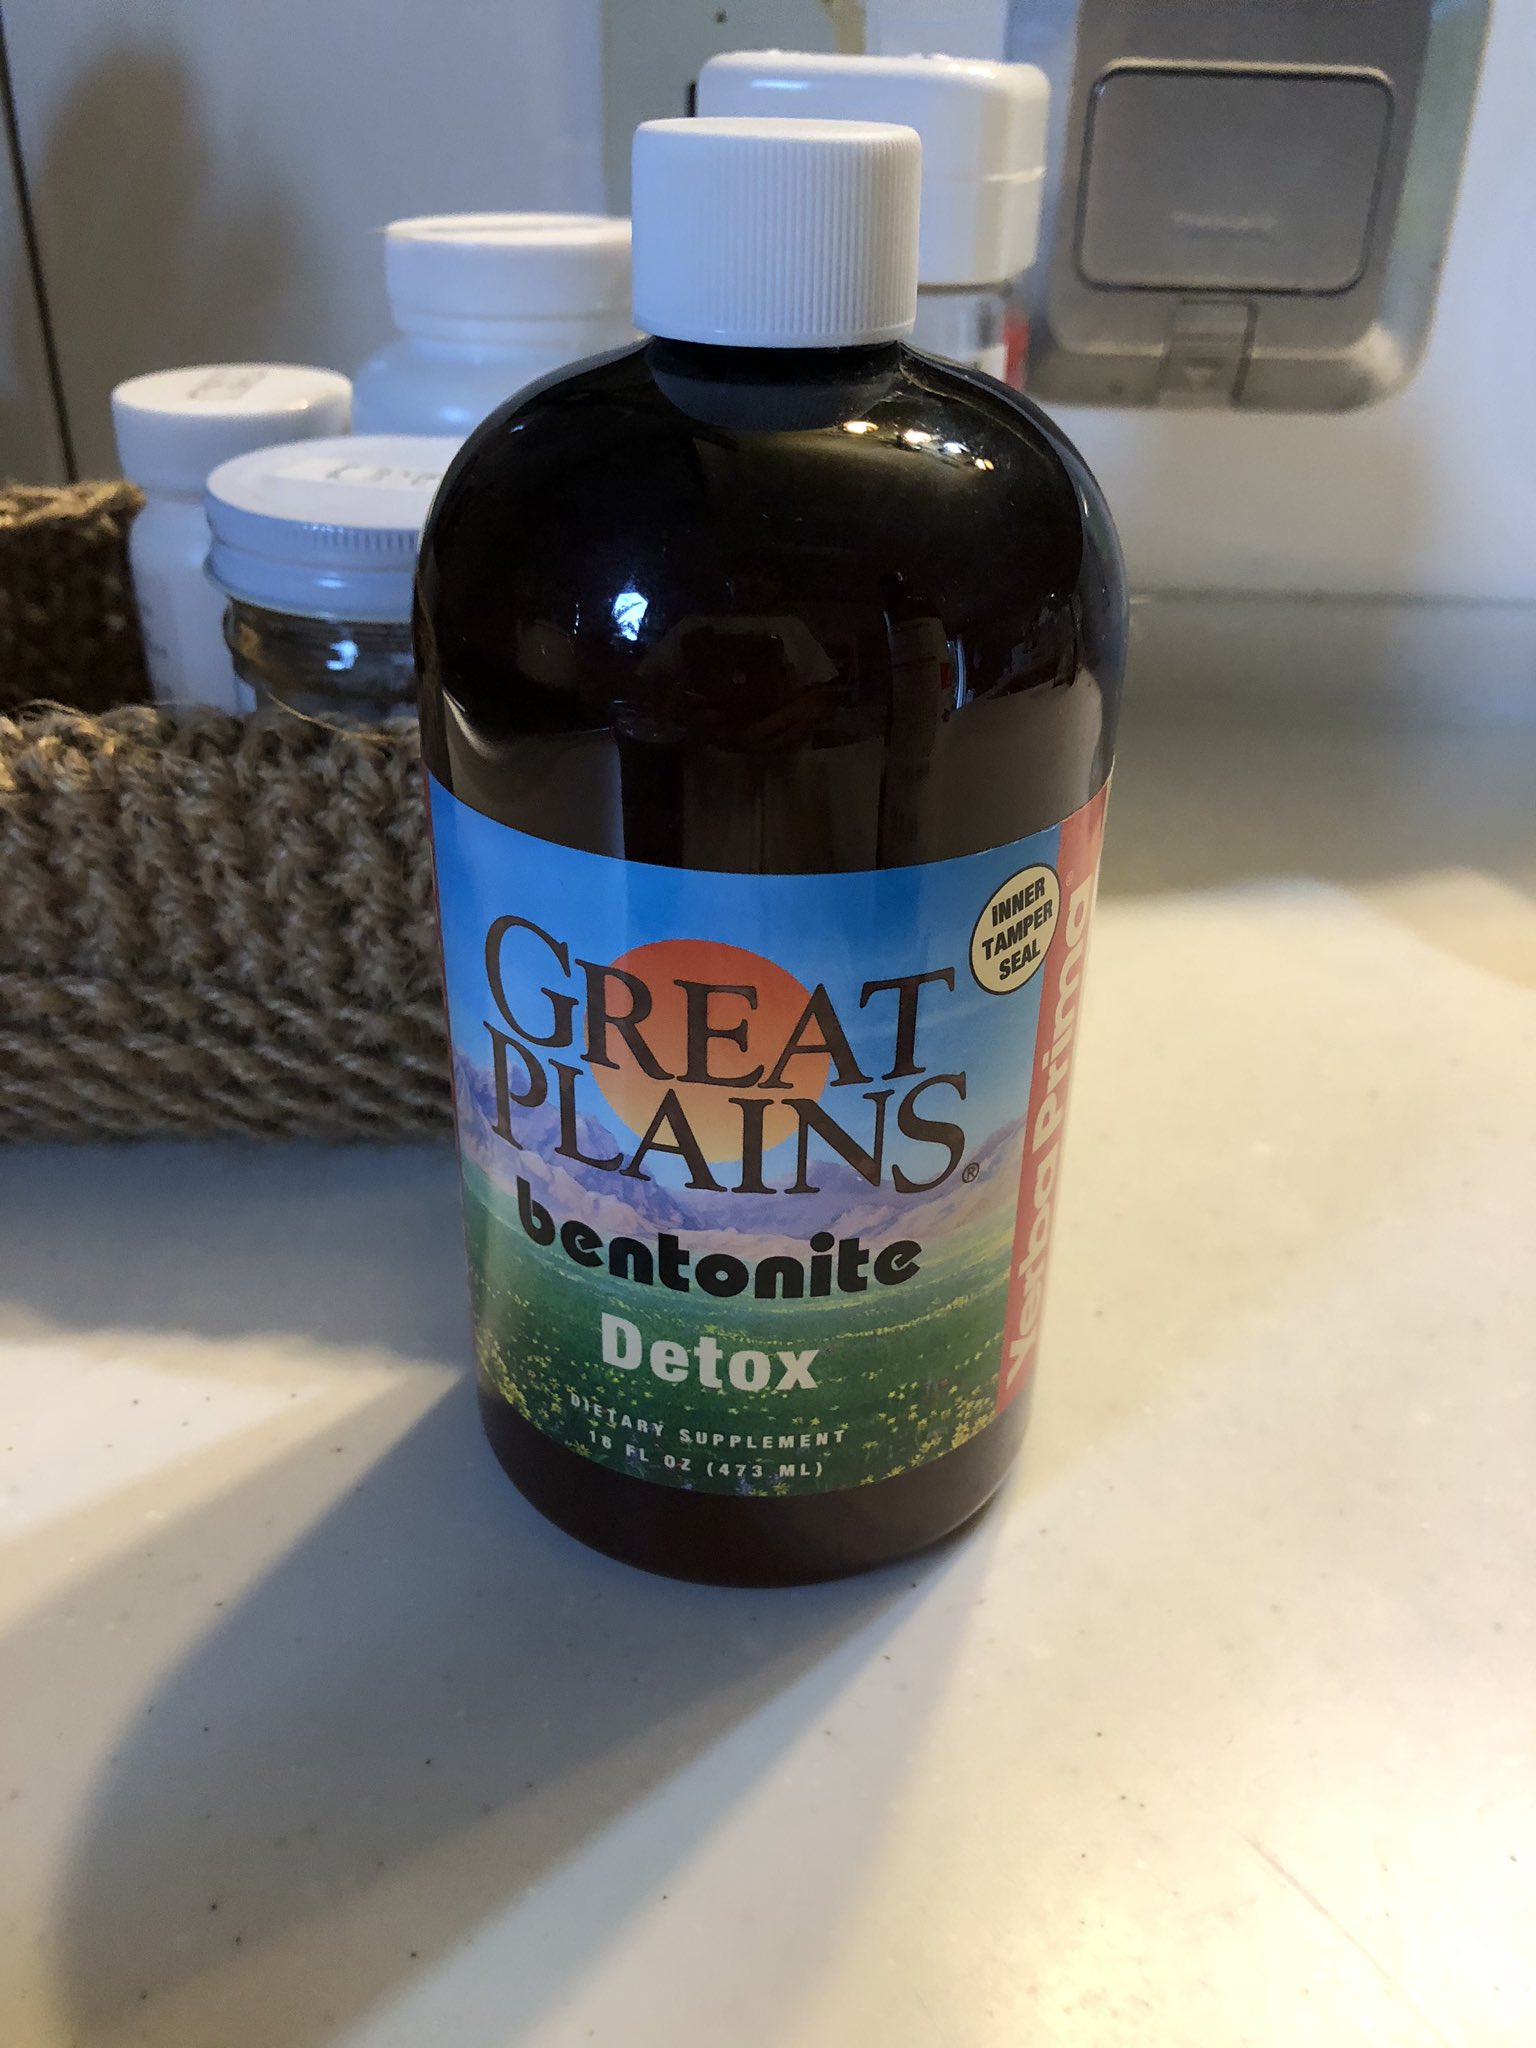 INNER
TAMPER
SEAL
GREAT
PLAINS®
bentonite
Detox
DIETARY SUPPLEMENT
16 FL OZ (473 ML)
Yerba Prima®